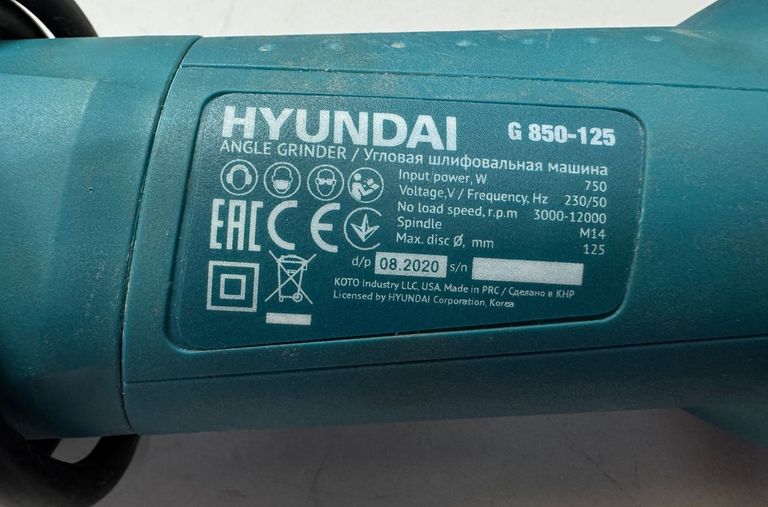 HYUNDAI G 850-125
ANGLE GRINDER / Угловая шлифовальная машина
Input power, W 750
Voltage,V / Frequency, Hz 230/50
No load speed, r.p.m 3000-12000
Spindle M14
Max. disc Ø, mm 125
EAC CE
d/p 08.2020 s/n
KOTO Industry LLC, USA. Made in PRC / Сделано в КНР
Licensed by HYUNDAI Corporation, Korea